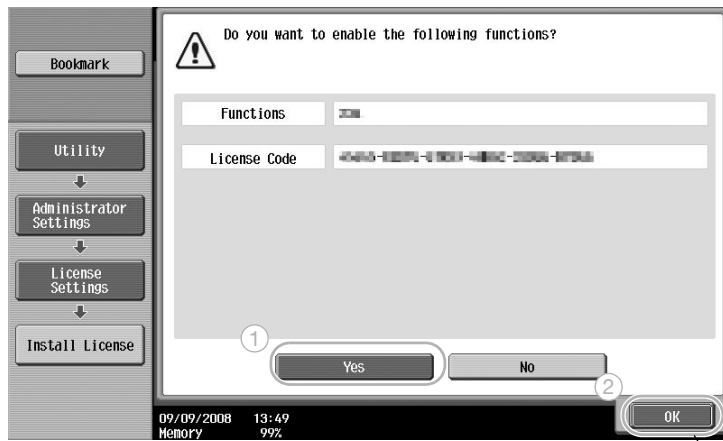 Bookmark
Do you want to enable the following functions?
Functions
License Code
Utility
Administrator
Settings
License
Settings
Install License
1
Yes
No
2
OK
09/09/2008 13:49
Memory 99%